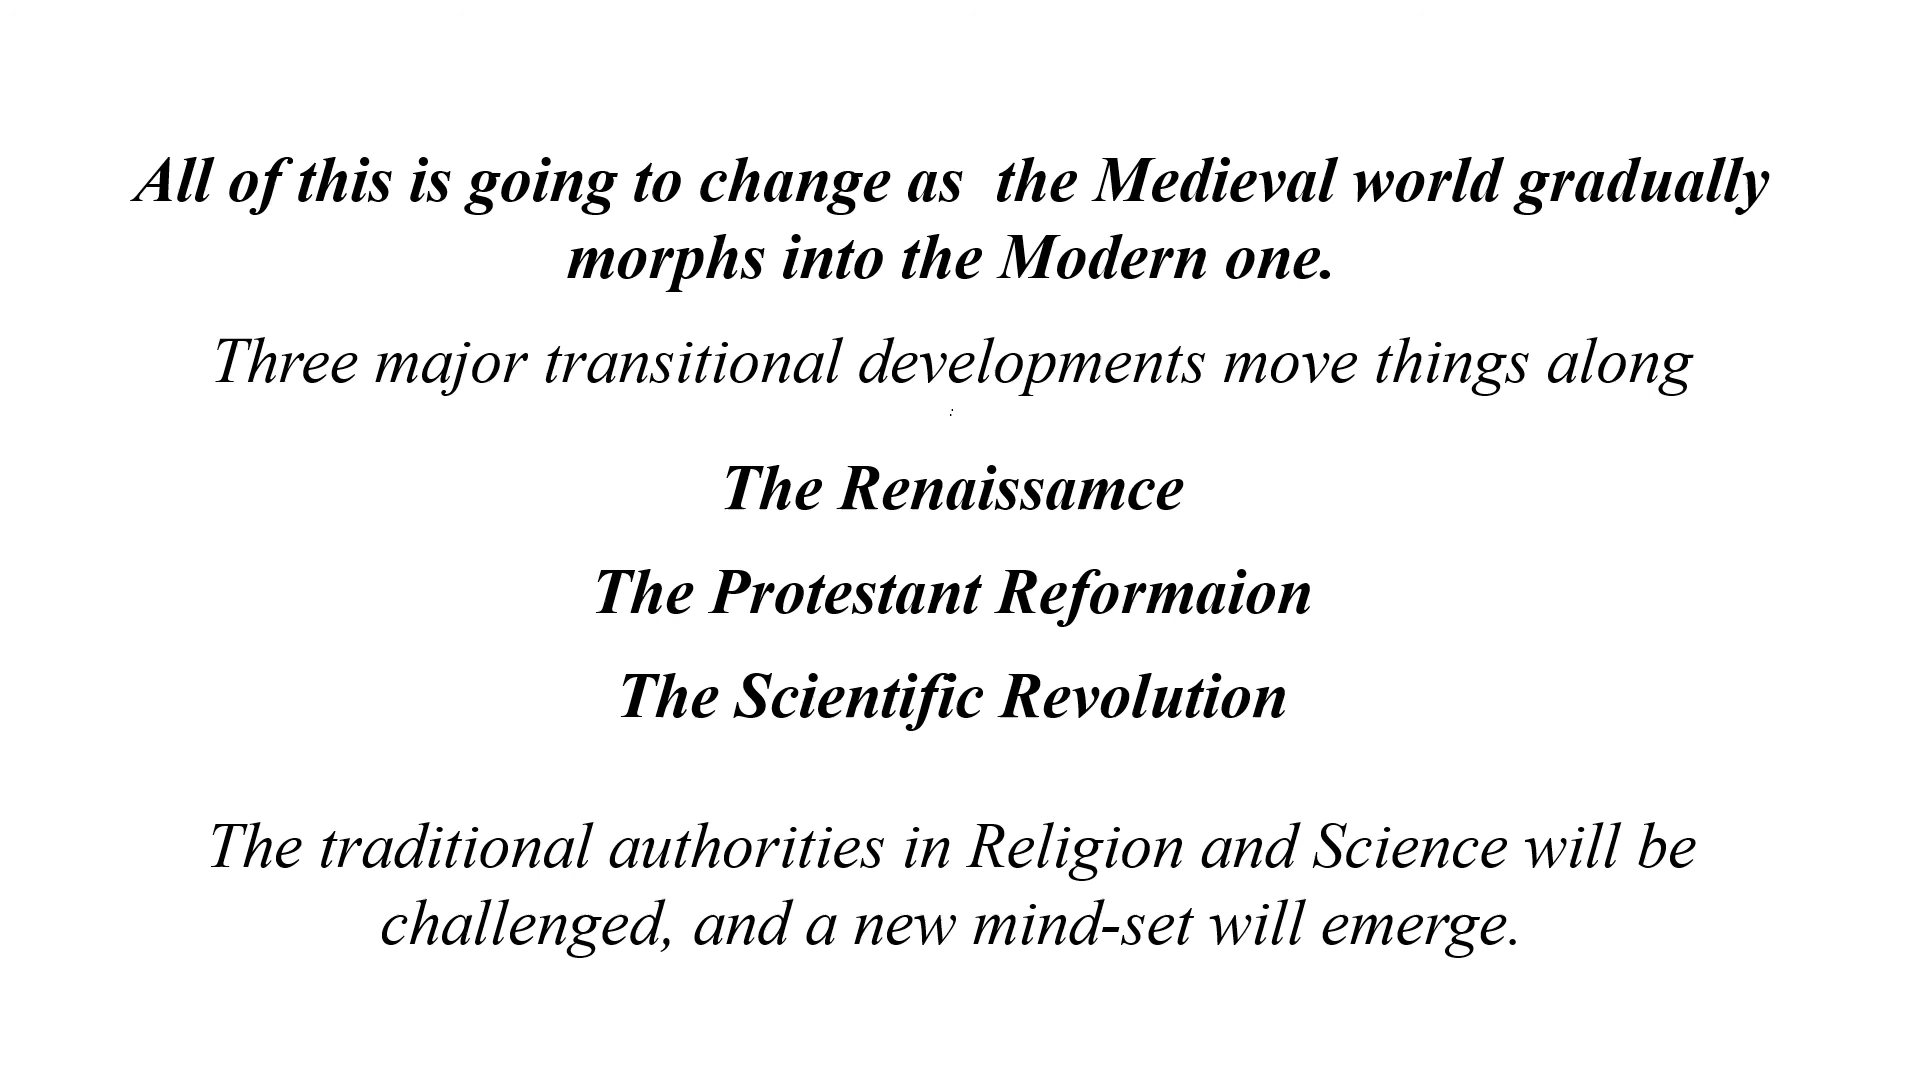 All of this is going to change as  the Medieval world gradually
morphs into the Modern one.
Three major transitional developments move things along
:
The Renaissamce
The Protestant Reformaion
The Scientific Revolution
The traditional authorities in Religion and Science will be
challenged, and a new mind-set will emerge.